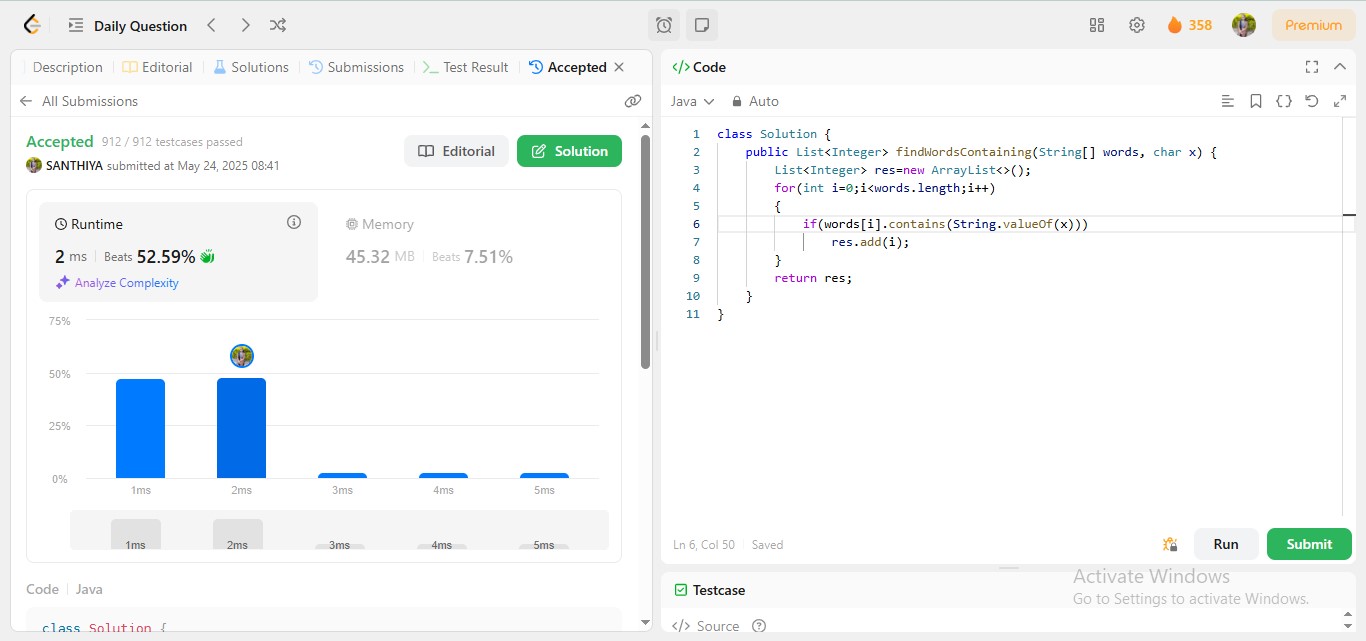 Daily Question
358
Premium
Description
Editorial
Solutions
Submissions
Test Result
Accepted
All Submissions
Accepted 912 / 912 testcases passed
SANTHIYA submitted at May 24, 2025 08:41
Editorial
Solution
Runtime
2 ms Beats 52.59%
Analyze Complexity
Memory
45.32 MB Beats 7.51%
75%
50%
25%
0%
1ms 2ms 3ms 4ms 5ms
1ms 2ms 3ms 4ms 5ms
Code Java
class Solution {
</> Code
Java Auto
1 class Solution {
2 public List<Integer> findWordsContaining(String[] words, char x) {
3 List<Integer> res=new ArrayList<>();
4 for(int i=0;i<words.length;i++)
5 {
6 if(words[i].contains(String.valueOf(x)))
7 res.add(i);
8 }
9 return res;
10 }
11 }
Ln 6, Col 50 Saved
Run
Submit
Testcase
Activate Windows
Go to Settings to activate Windows.
</> Source